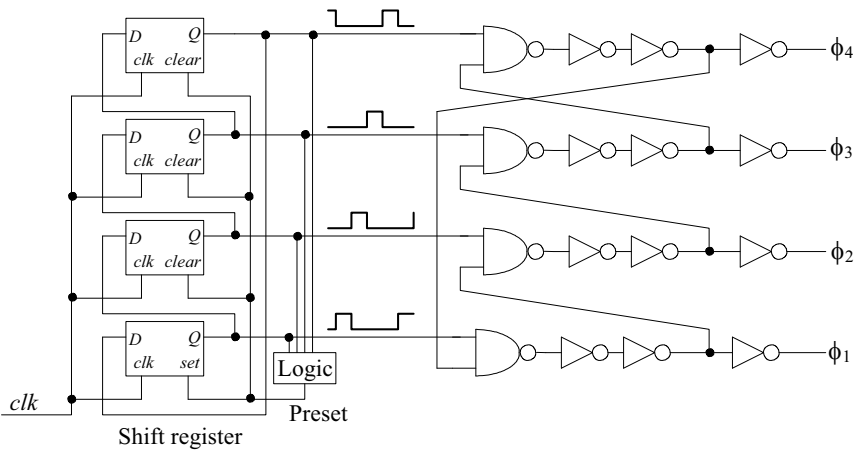 D Q
clk clear
ϕ4
D Q
clk clear
ϕ3
D Q
clk clear
ϕ2
D Q
clk set
ϕ1
Logic
clk
Preset
Shift register